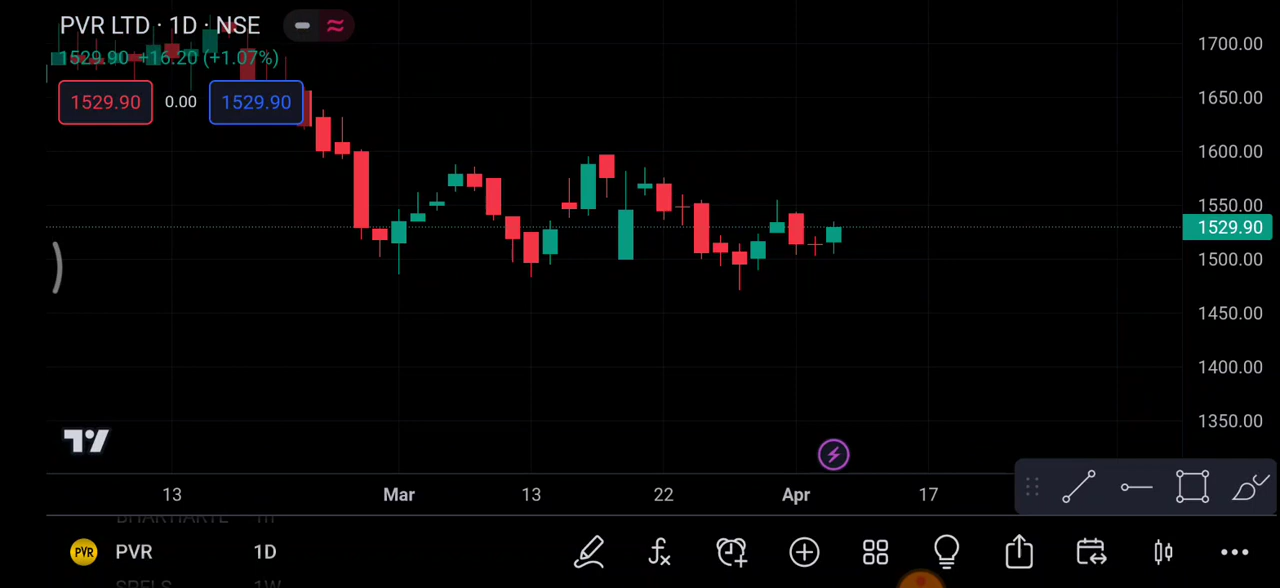 PVR LTD · 1D · NSE
1529.90 +16.20 (+1.07%)
1529.90 0.00 1529.90
1700.00
1650.00
1600.00
1550.00
1529.90
1500.00
1450.00
1400.00
1350.00
13 Mar 13 22 Apr 17
PVR PVR 1D